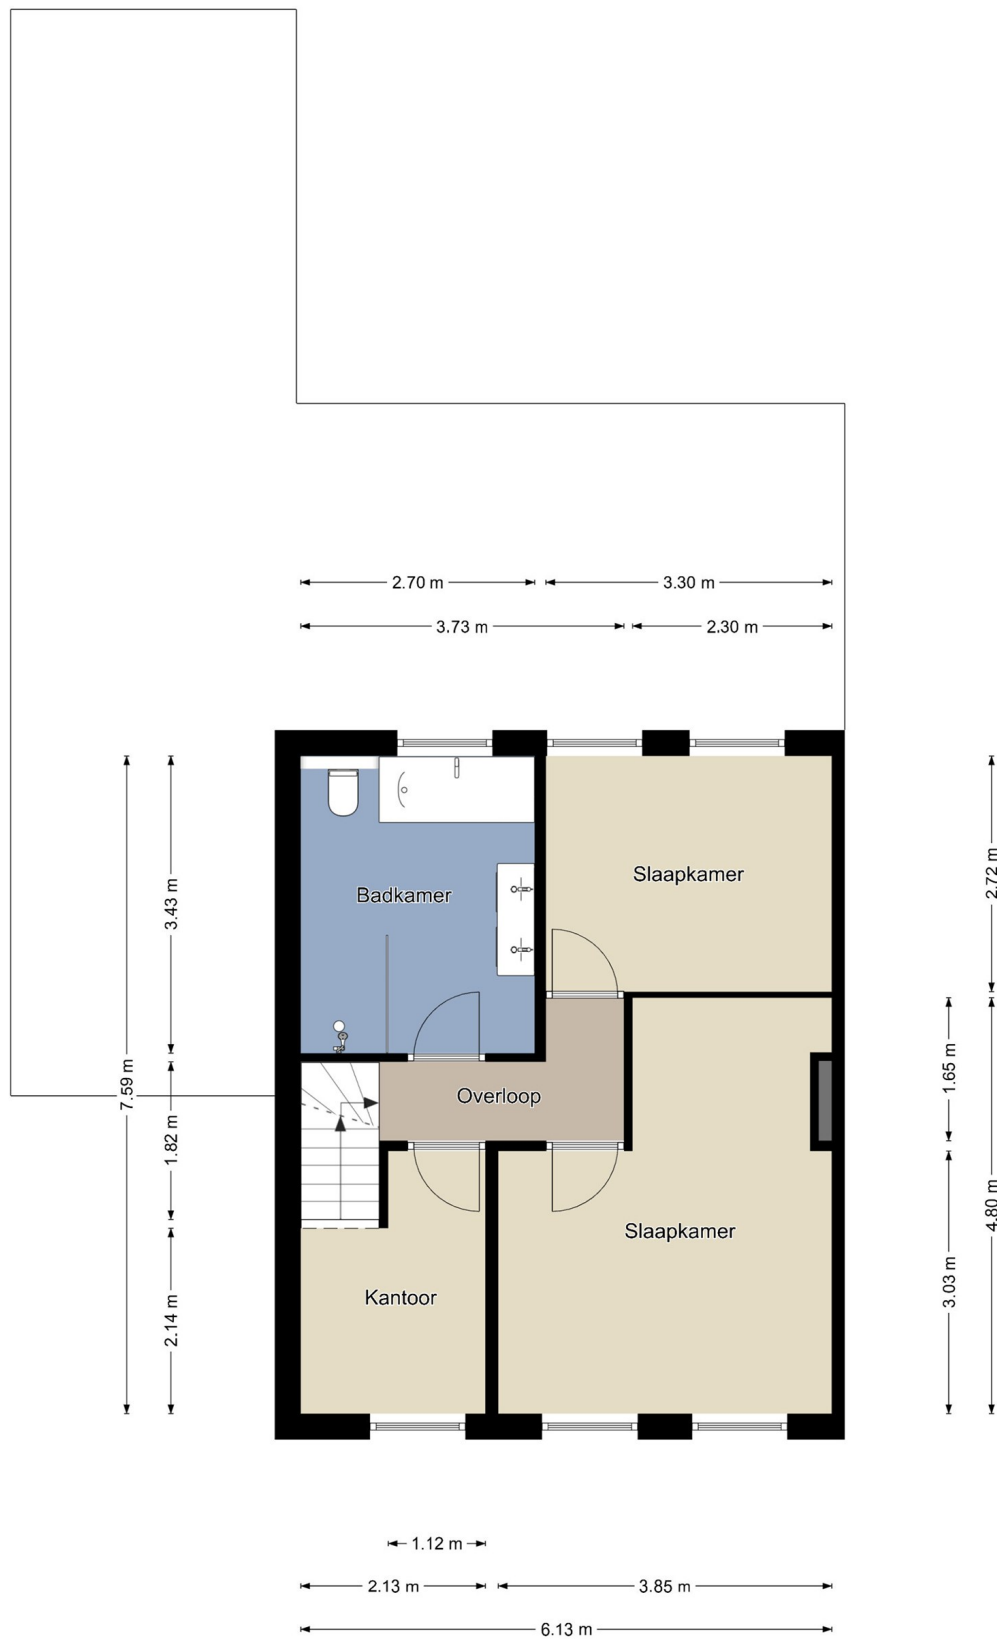 2.70 m
3.30 m
3.73 m
2.30 m
Badkamer
Slaapkamer
3.43 m
2.72 m
7.59 m
1.82 m
Overloop
1.65 m
4.80 m
Slaapkamer
3.03 m
2.14 m
Kantoor
1.12 m
2.13 m
3.85 m
6.13 m